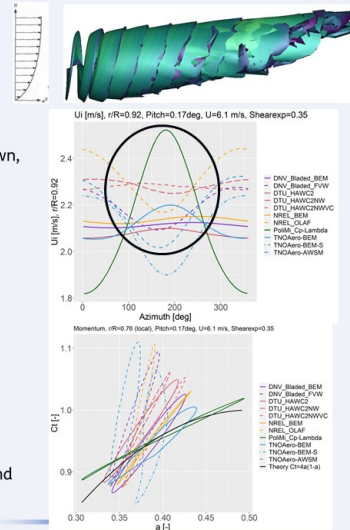 wn,
Ui [m/s], r/R=0.92, Pitch=0.17deg, U=6.1 m/s, Shearexp=0.35
Ui [m/s], r/R=0.92
2.4
2.2
2.0
1.8
0
100
200
300
Azimuth [deg]
DNV_Bladed_BEM
DNV_Bladed_FVW
DTU_HAWC2
DTU_HAWC2NW
DTU_HAWC2NWVC
NREL_BEM
NREL_OLAF
PoliMi_Cp-Lambda
TNOAero-BEM
TNOAero-BEM-S
TNOAero-AWSM
Momentum, r/R=0.76 (local), Pitch=0.17deg, U=6.1 m/s, Shearexp=0.35
Ct [-]
1.1
1.0
0.9
0.30
0.35
0.40
0.45
0.50
a [-]
DNV_Bladed_BEM
DNV_Bladed_FVW
DTU_HAWC2
DTU_HAWC2NW
DTU_HAWC2NWVC
NREL_BEM
NREL_OLAF
PoliMi_Cp-Lambda
TNOAero-BEM
TNOAero-BEM-S
TNOAero-AWSM
Theory Ct=4a(1-a)
nd